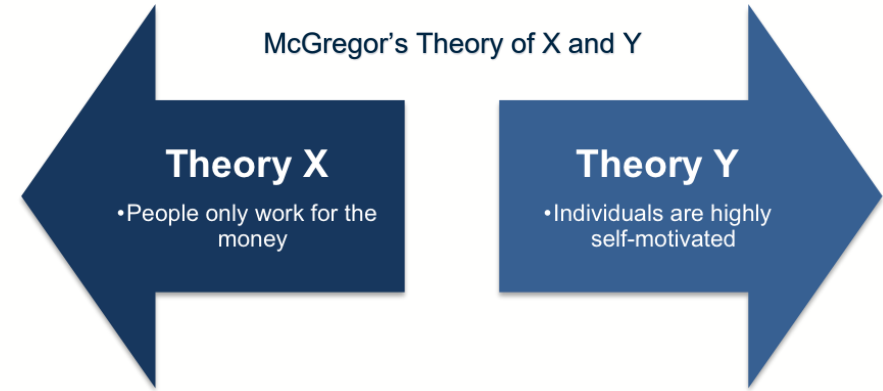 McGregor’s Theory of X and Y
Theory X
•People only work for the
money
Theory Y
•Individuals are highly
self-motivated